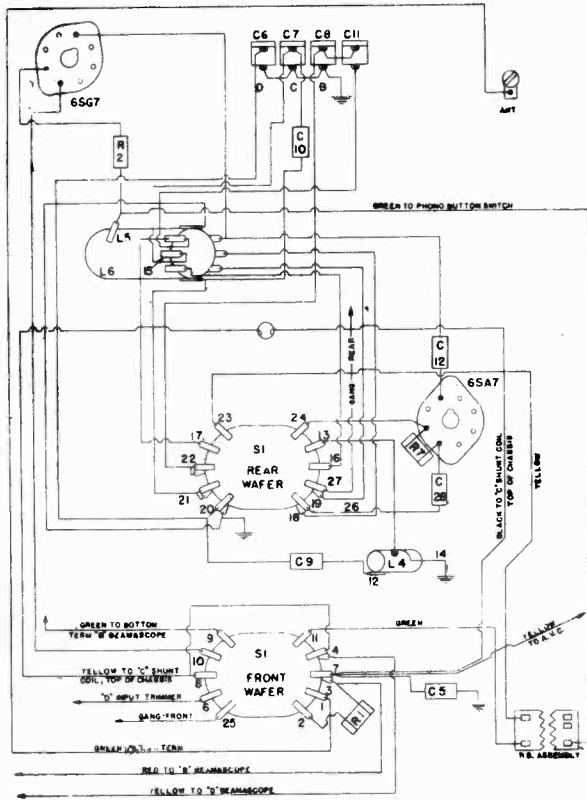 6SG7
C6 C7 C8 C11
D C B
ANT
R
2
C
10
GREEN TO PHONO BUTTON SWITCH
L5
L6
15
GANG REAR
C
12
6SA7
R7
C
28
BLACK TO "C" SHUNT COIL
TOP OF CHASSIS
YELLOW
23
24
17
13
S1
REAR
WAFER
22
16
21
27
19
20
18
26
C9
L4
14
12
GREEN TO BOTTOM
TERM "B" BEAMASCOPE
GREEN
YELLOW
TO A.V.C.
9
11
S1
FRONT
WAFER
10
4
YELLOW TO "C" SHUNT
COIL, TOP OF CHASSIS
8
7
"D" INPUT TRIMMER
6
3
1
C5
GANG-FRONT
25
2
R1
GREEN TERM
R.B. ASSEMBLY
RED TO "B" BEAMASCOPE
YELLOW TO "D" BEAMASCOPE